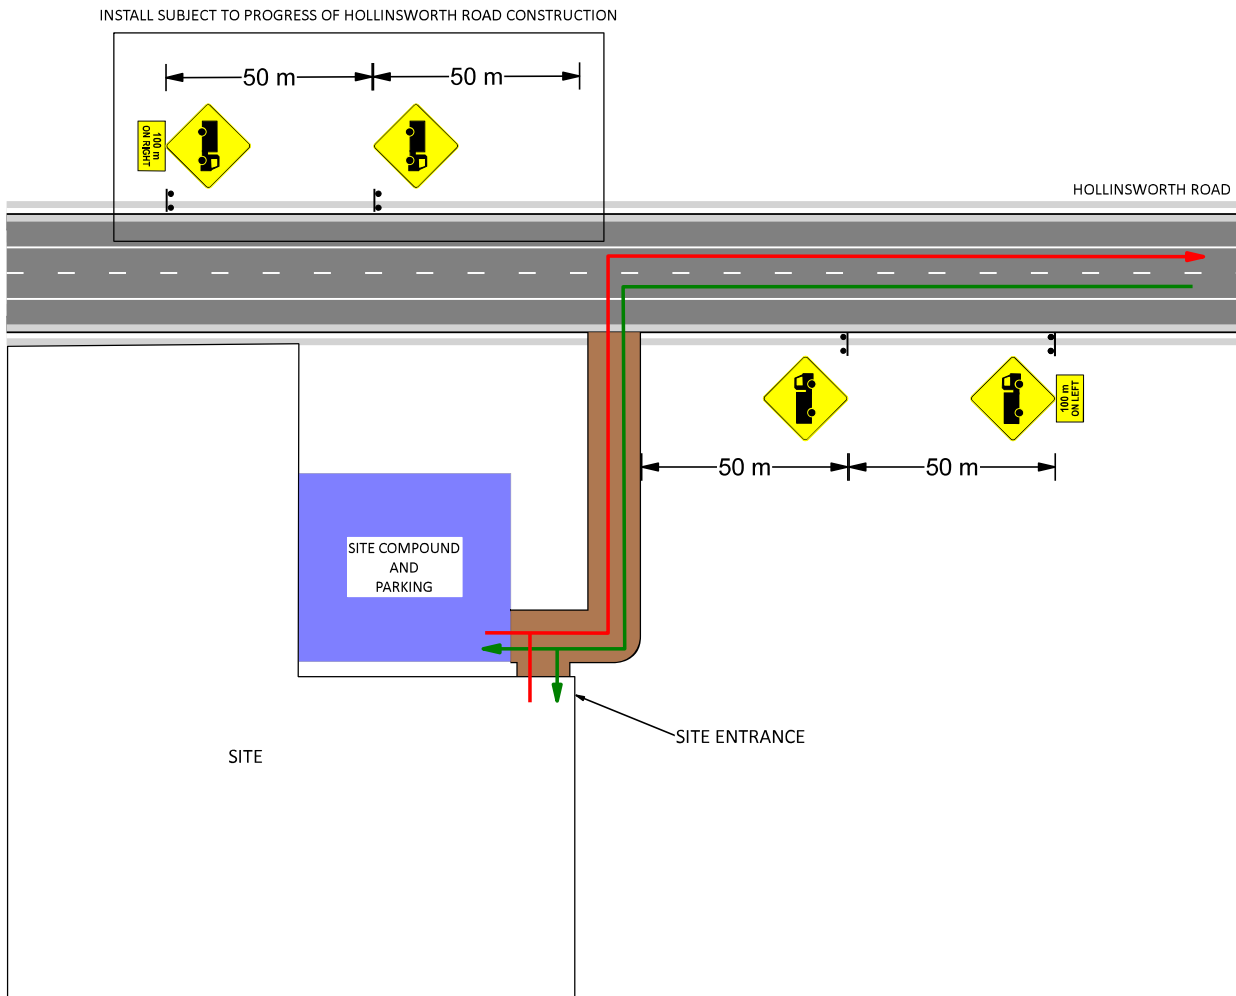 INSTALL SUBJECT TO PROGRESS OF HOLLINSWORTH ROAD CONSTRUCTION
50 m
50 m
100 m
ON RIGHT
HOLLINSWORTH ROAD
100 m
ON LEFT
50 m
50 m
SITE COMPOUND
AND
PARKING
SITE ENTRANCE
SITE